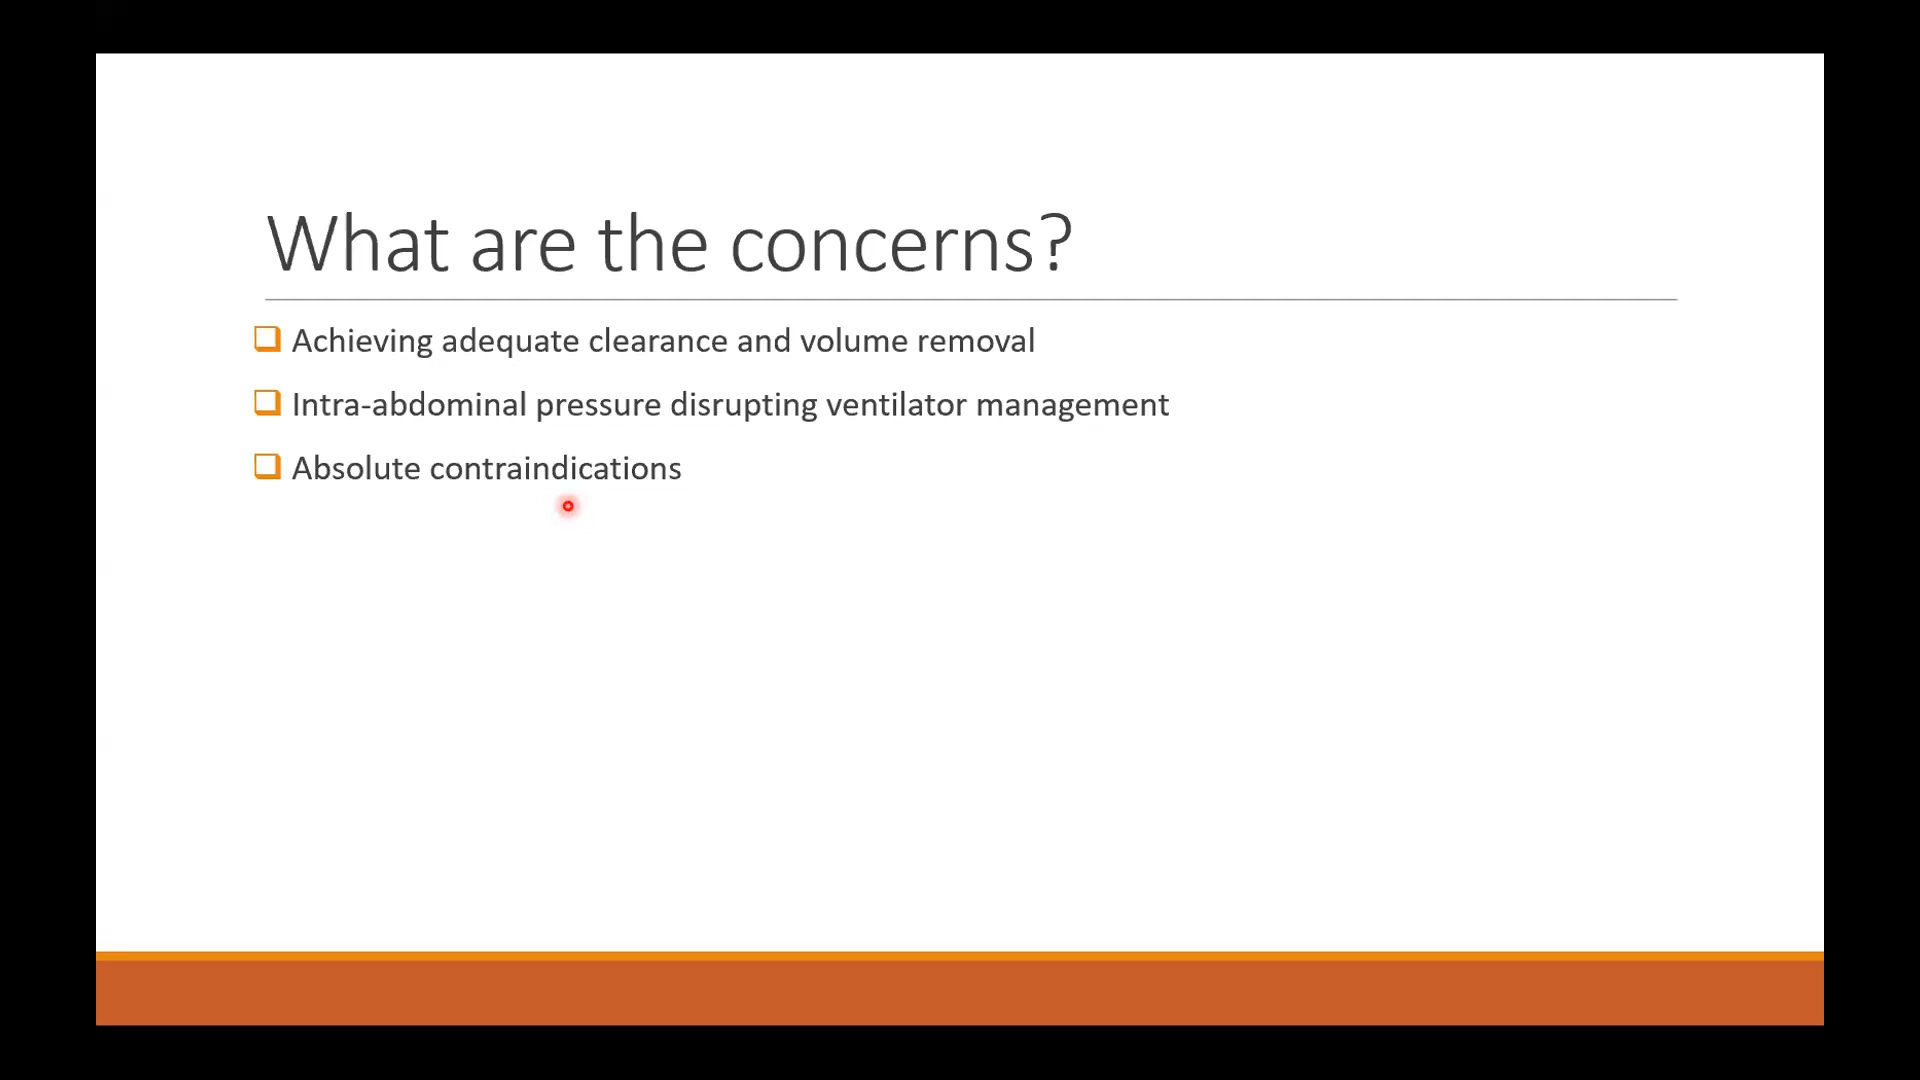 What are the concerns?
Achieving adequate clearance and volume removal
Intra-abdominal pressure disrupting ventilator management
Absolute contraindications